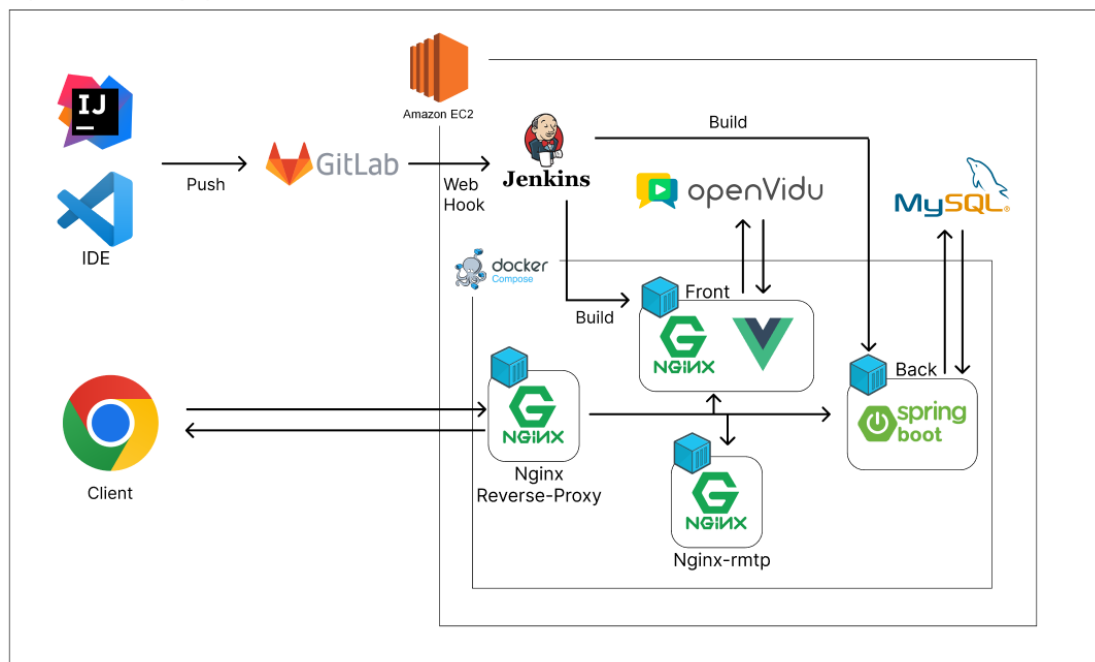 Amazon EC2
IJ
Push
GitLab
Web
Hook
Jenkins
Build
openVidu
MySQL®
IDE
docker
Compose
Build
Front
NGINX
Back
spring
boot
NGINX
Nginx
Reverse-Proxy
Client
NGINX
Nginx-rmtp